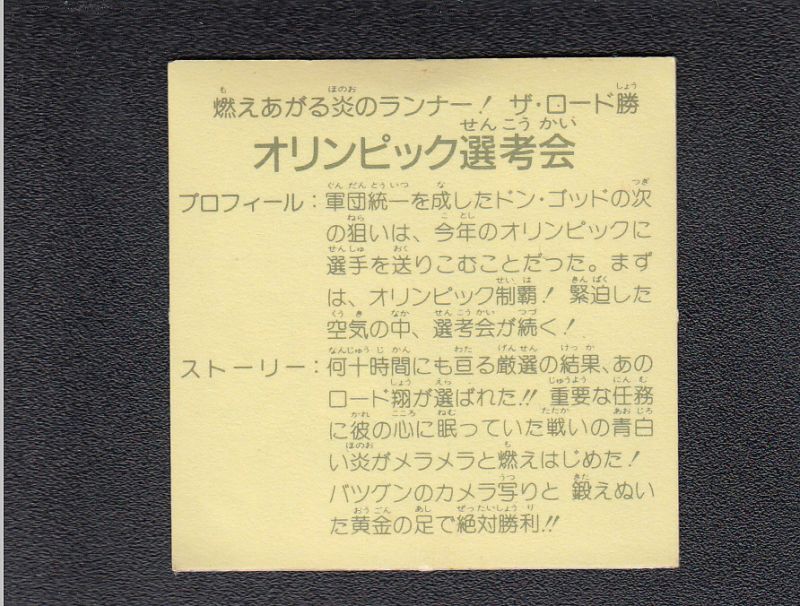 燃えあがる炎のランナー! ザ・ロード勝
オリンピック選考会
プロフィール：軍団統一を成したドン・ゴッドの次
の狙いは、今年のオリンピックに
選手を送りこむことだった。まず
は、オリンピック制覇! 緊迫した
空気の中、選考会が続く!
ストーリー：何十時間にも亘る厳選の結果、あの
ロード翔が選ばれた!! 重要な任務
に彼の心に眠っていた戦いの青白
い炎がメラメラと燃えはじめた!
バツグンのカメラ写りと 鍛えぬい
た黄金の足で絶対勝利!!